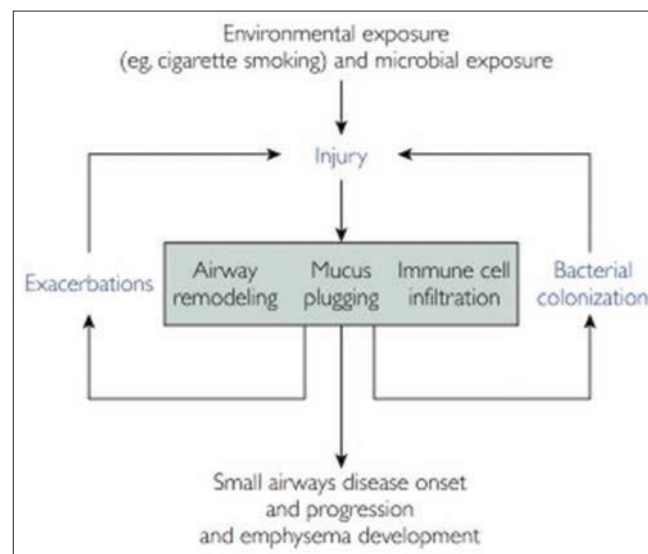 Environmental exposure
(eg, cigarette smoking) and microbial exposure
Injury
Exacerbations
Airway
remodeling
Mucus
plugging
Immune cell
infiltration
Bacterial
colonization
Small airways disease onset
and progression
and emphysema development